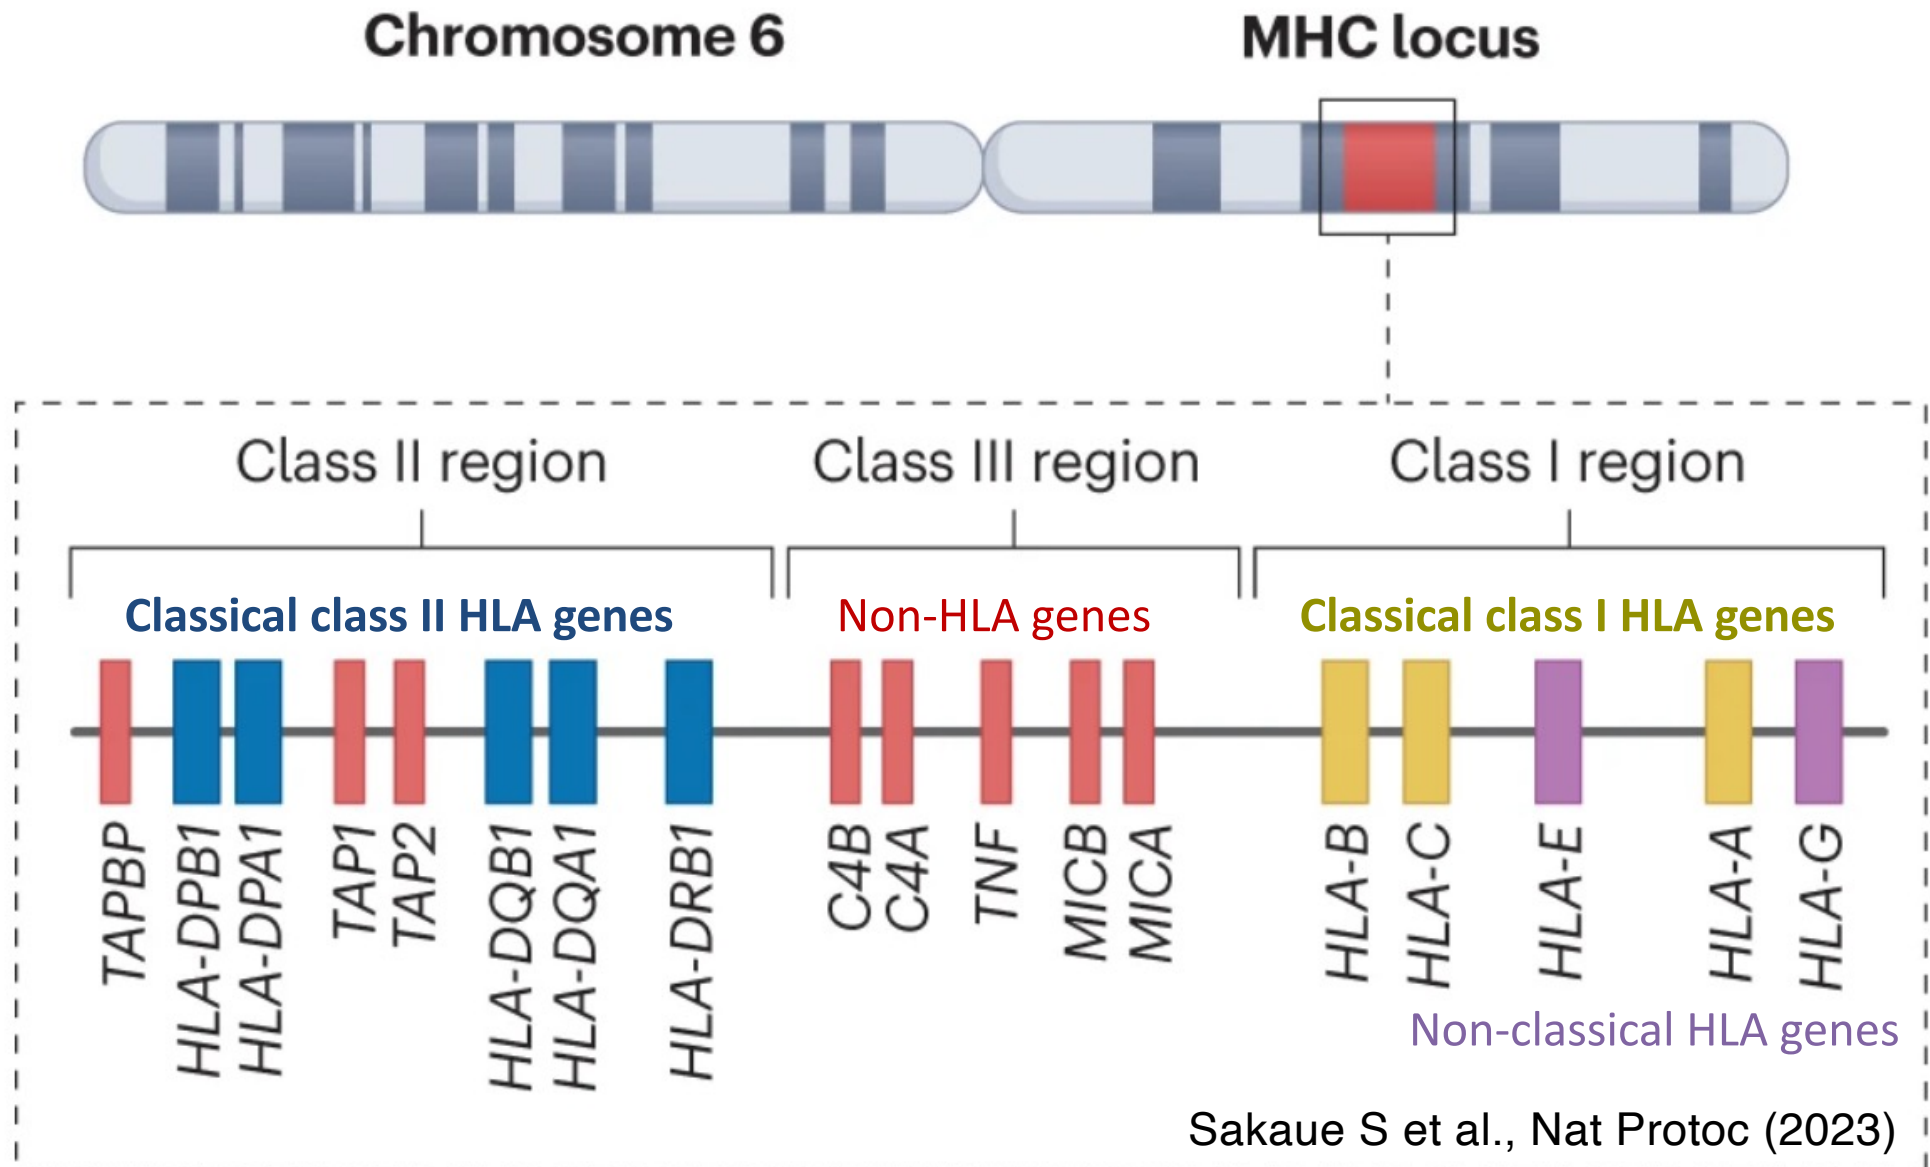 Chromosome 6
MHC locus
Class II region
Class III region
Class I region
Classical class II HLA genes
Non-HLA genes
Classical class I HLA genes
TAPBP
HLA-DPB1
HLA-DPA1
TAP1
TAP2
HLA-DQB1
HLA-DQA1
HLA-DRB1
C4B
C4A
TNF
MICB
MICA
HLA-B
HLA-C
HLA-E
HLA-A
HLA-G
Non-classical HLA genes
Sakaue S et al., Nat Protoc (2023)